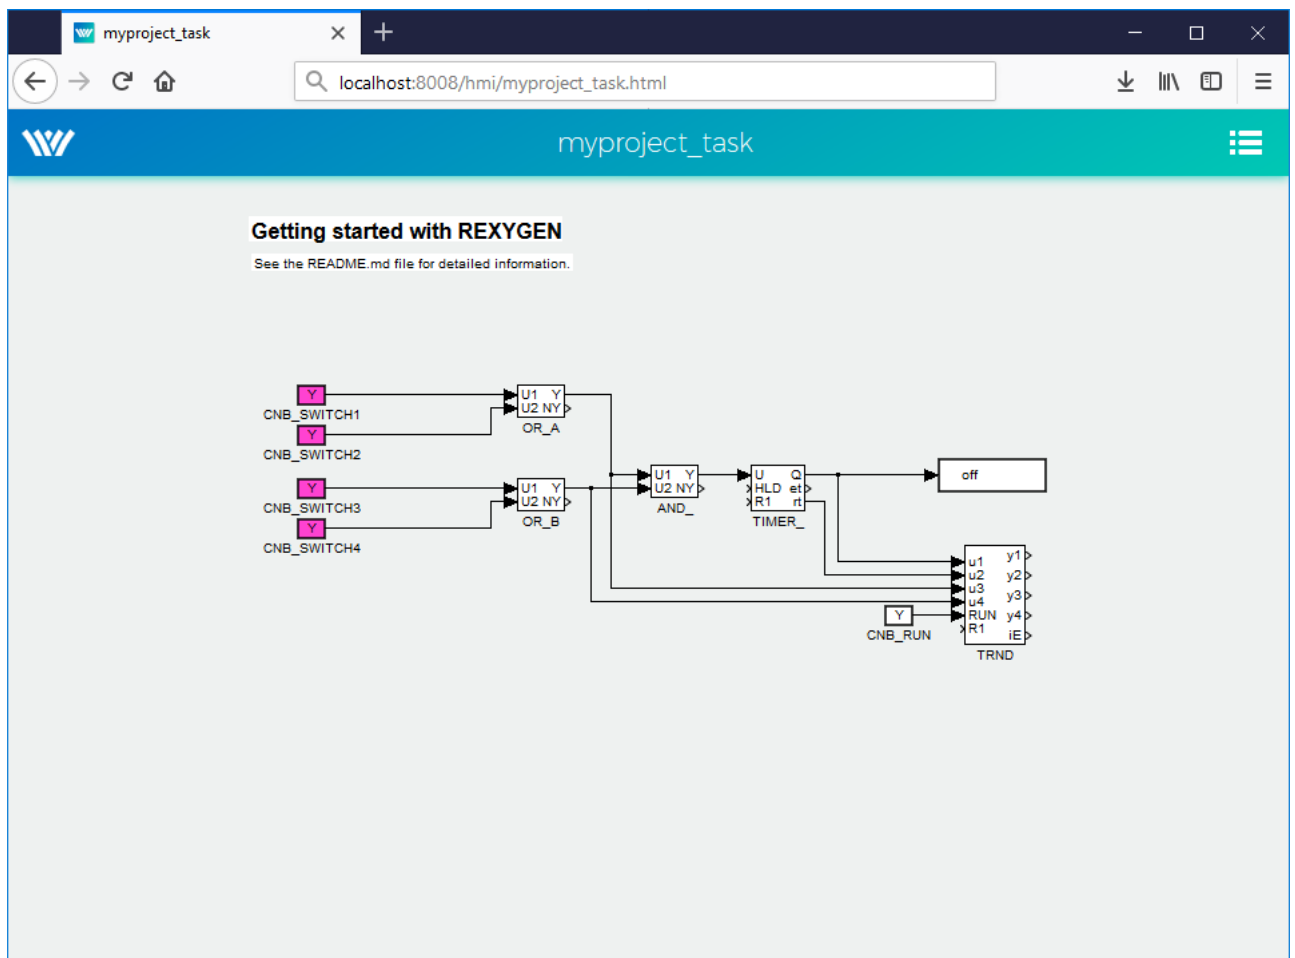 myproject_task
localhost:8008/hmi/myproject_task.html
myproject_task
Getting started with REXYGEN
See the README.md file for detailed information.
Y
CNB_SWITCH1
Y
CNB_SWITCH2
U1 Y
U2 NY
OR_A
Y
CNB_SWITCH3
Y
CNB_SWITCH4
U1 Y
U2 NY
OR_B
U1 Y
U2 NY
AND_
U Q
HLD et
R1 rt
TIMER_
off
Y
CNB_RUN
u1 y1
u2 y2
u3 y3
u4
RUN y4
R1 iE
TRND